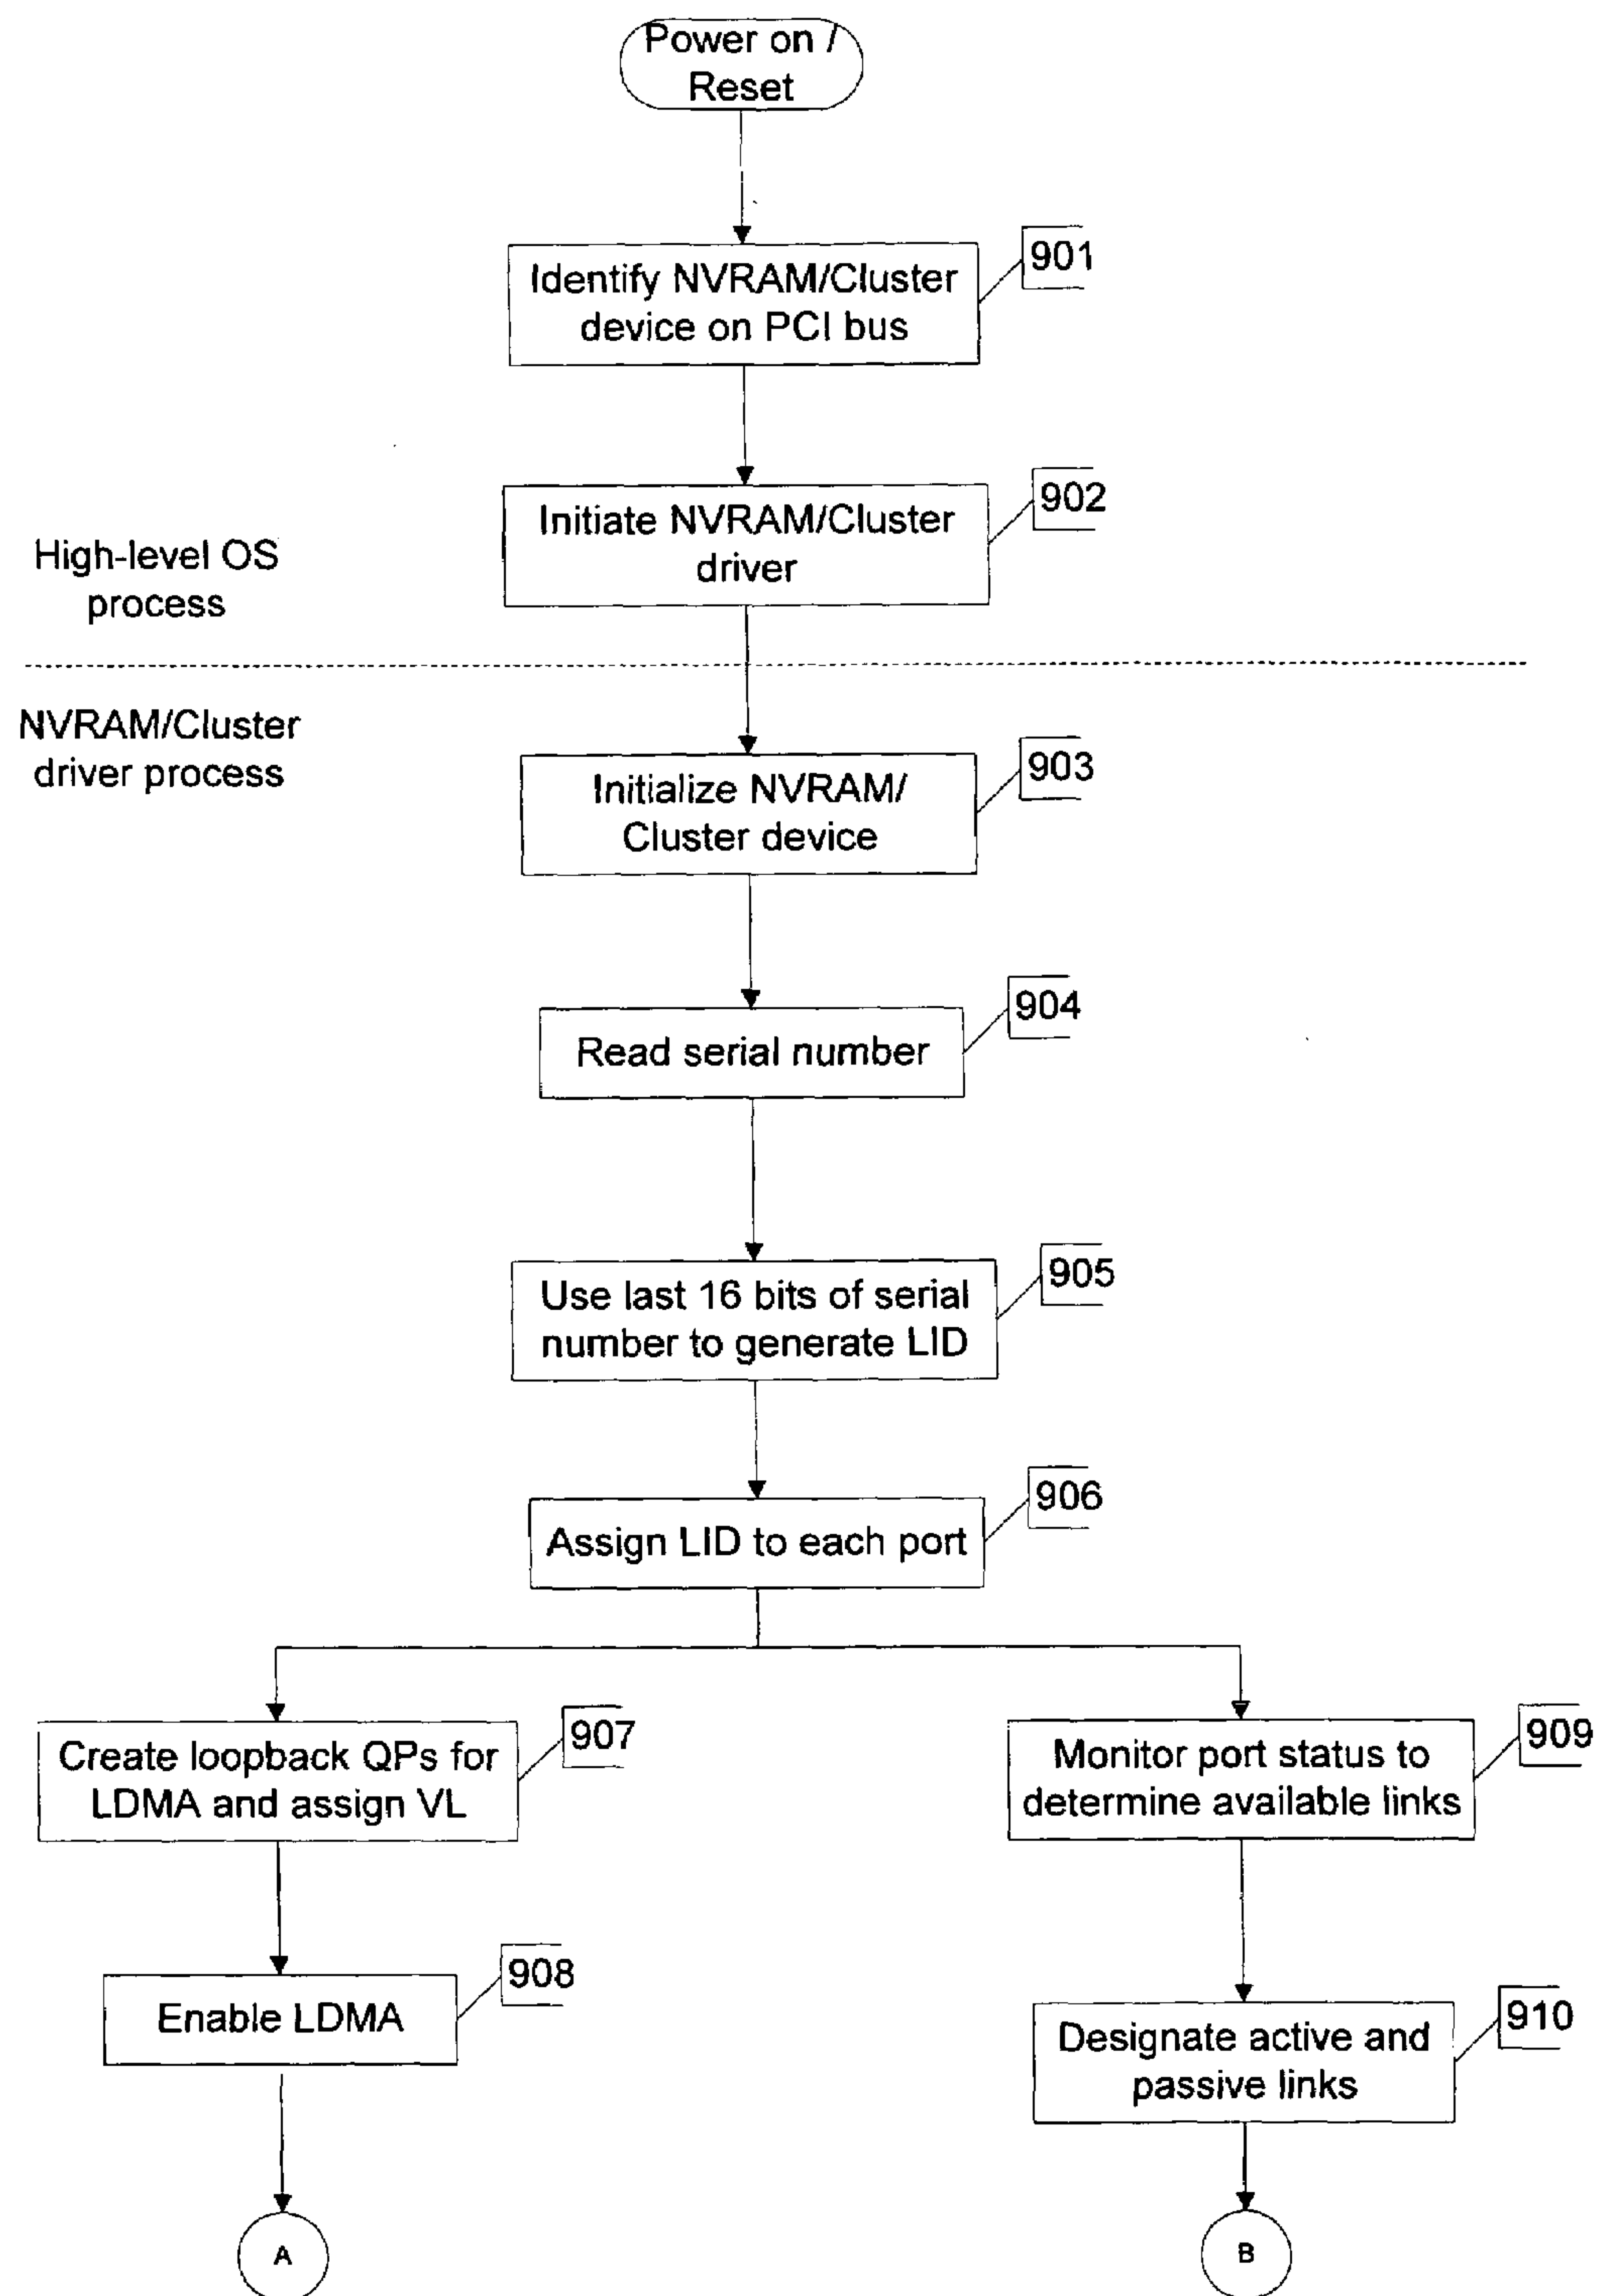 Power on /
Reset
901
Identify NVRAM/Cluster
device on PCI bus
902
Initiate NVRAM/Cluster
driver
High-level OS
process
NVRAM/Cluster
driver process
903
Initialize NVRAM/
Cluster device
904
Read serial number
905
Use last 16 bits of serial
number to generate LID
906
Assign LID to each port
907
Create loopback QPs for
LDMA and assign VL
909
Monitor port status to
determine available links
908
Enable LDMA
910
Designate active and
passive links
A
B